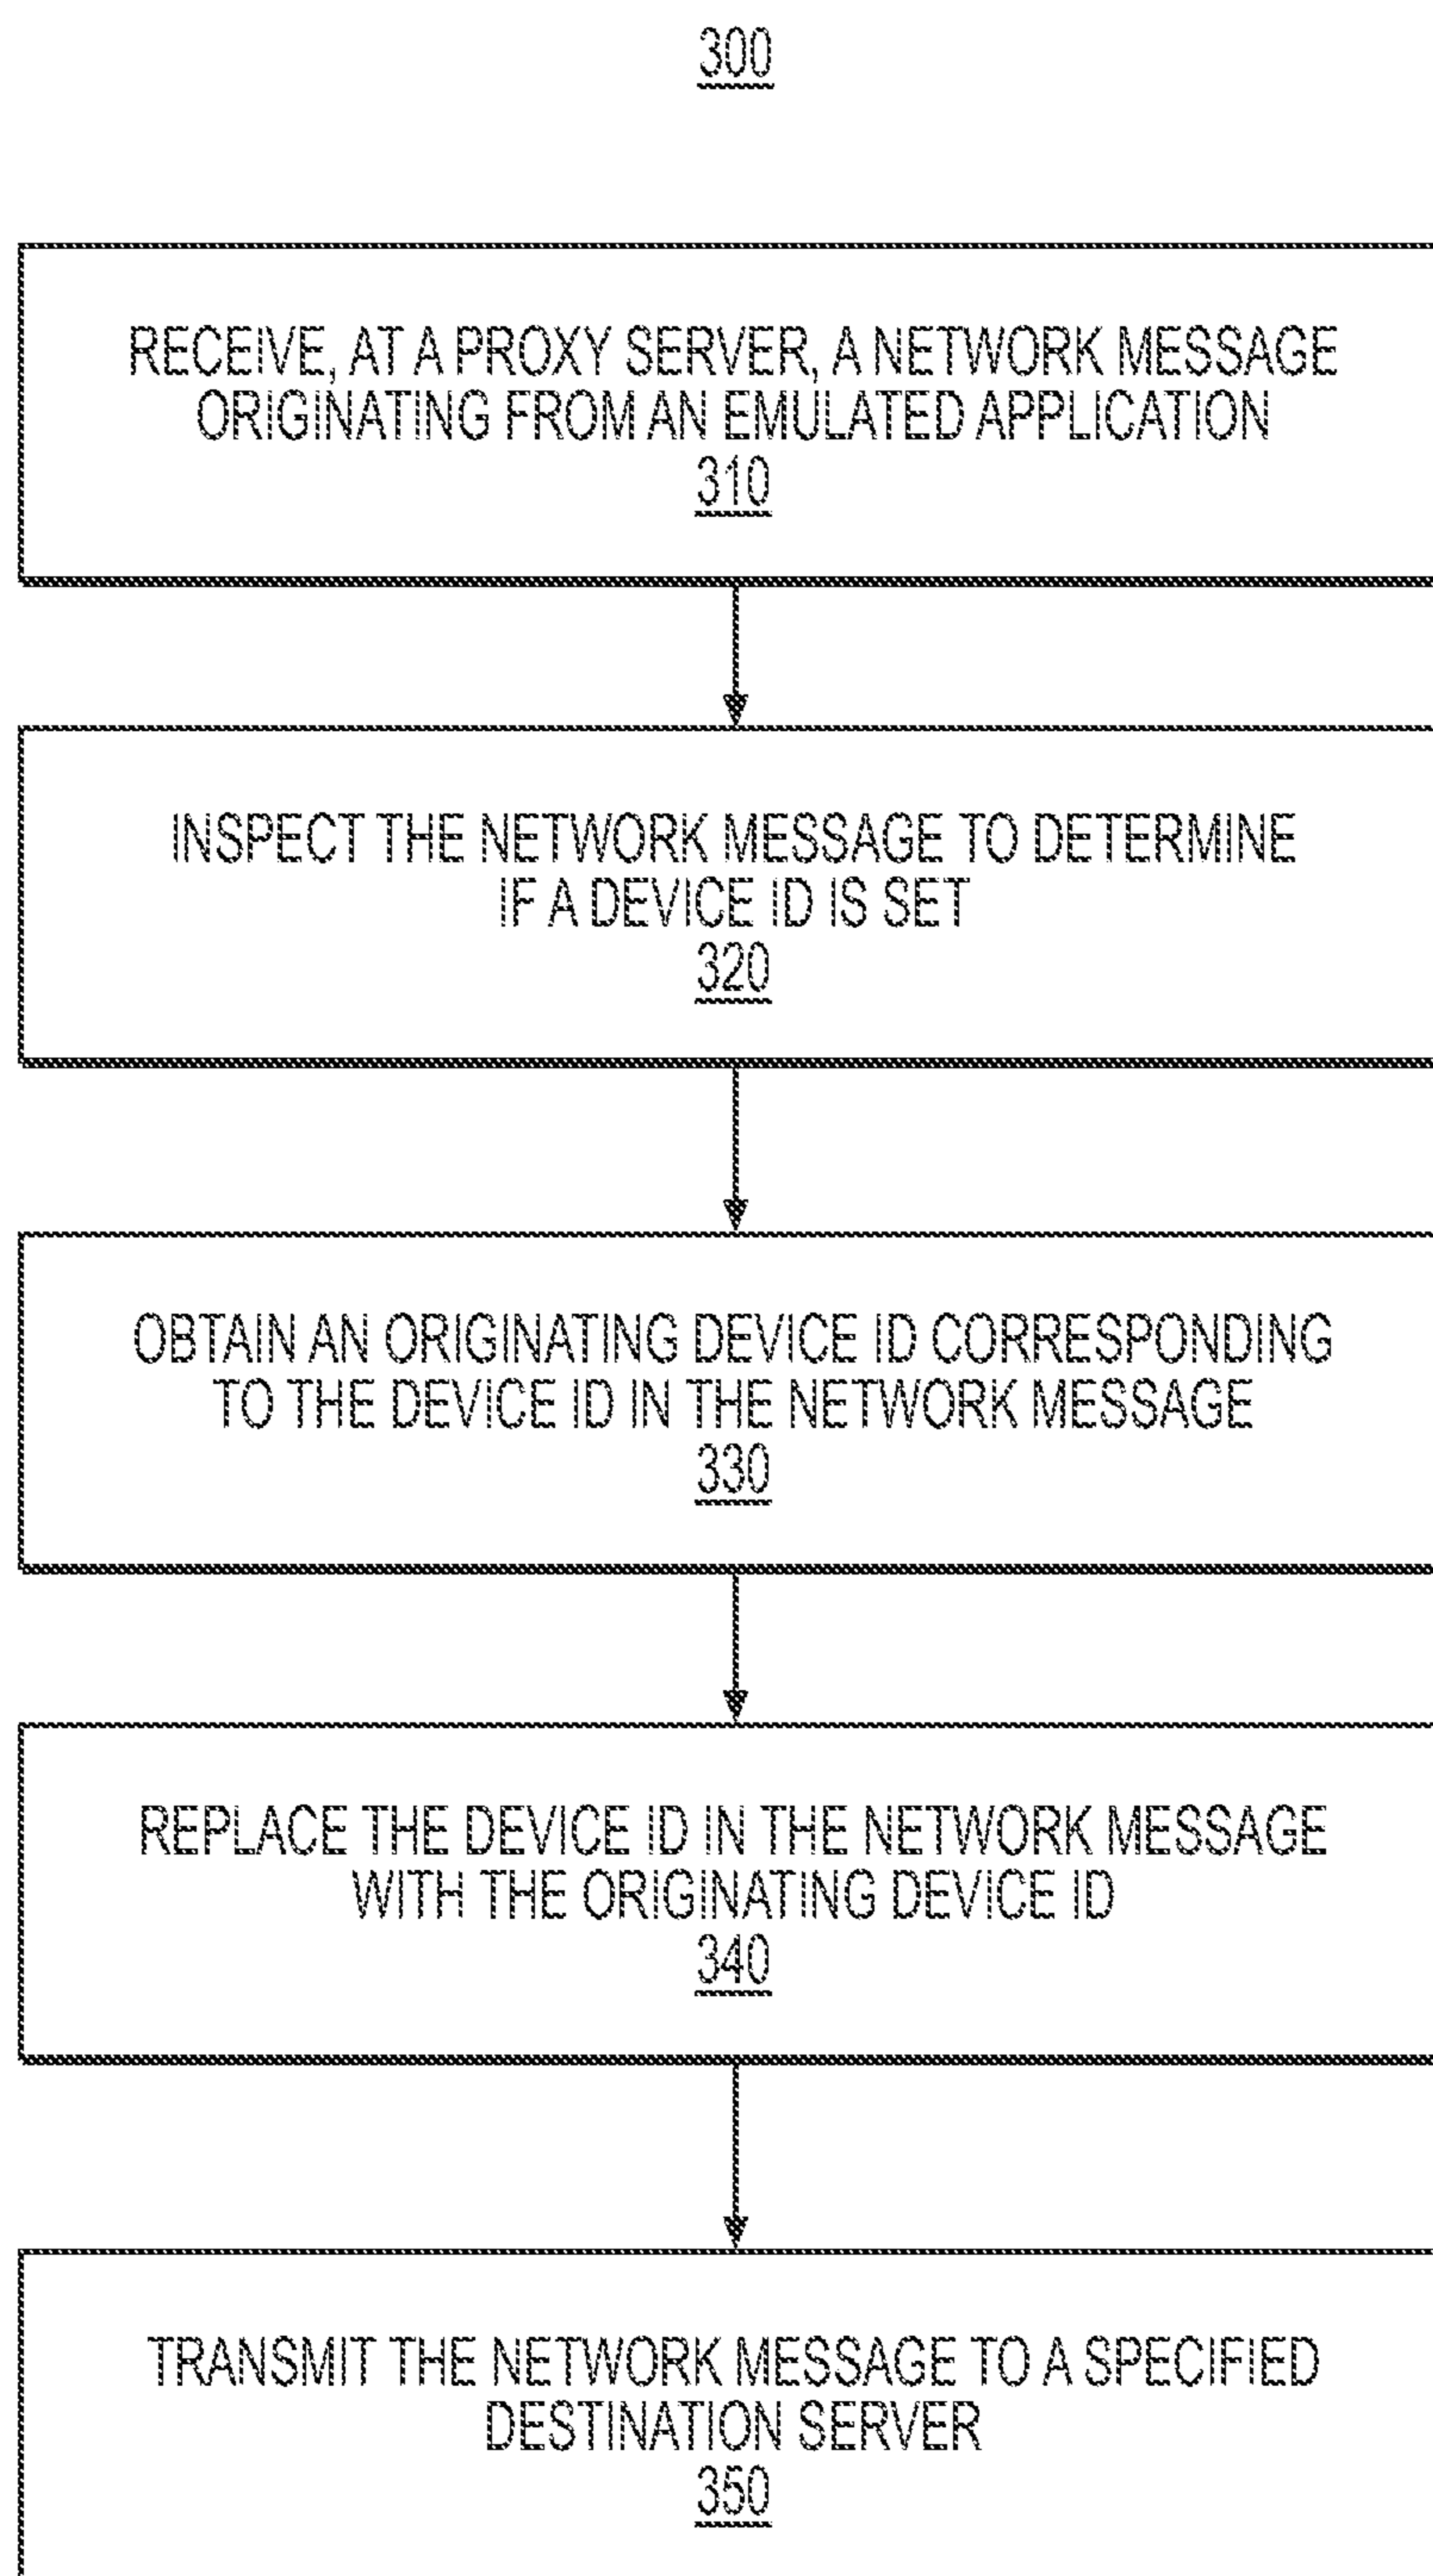 300
RECEIVE, AT A PROXY SERVER, A NETWORK MESSAGE
ORIGINATING FROM AN EMULATED APPLICATION
310
INSPECT THE NETWORK MESSAGE TO DETERMINE
IF A DEVICE ID IS SET
320
OBTAIN AN ORIGINATING DEVICE ID CORRESPONDING
TO THE DEVICE ID IN THE NETWORK MESSAGE
330
REPLACE THE DEVICE ID IN THE NETWORK MESSAGE
WITH THE ORIGINATING DEVICE ID
340
TRANSMIT THE NETWORK MESSAGE TO A SPECIFIED
DESTINATION SERVER
350